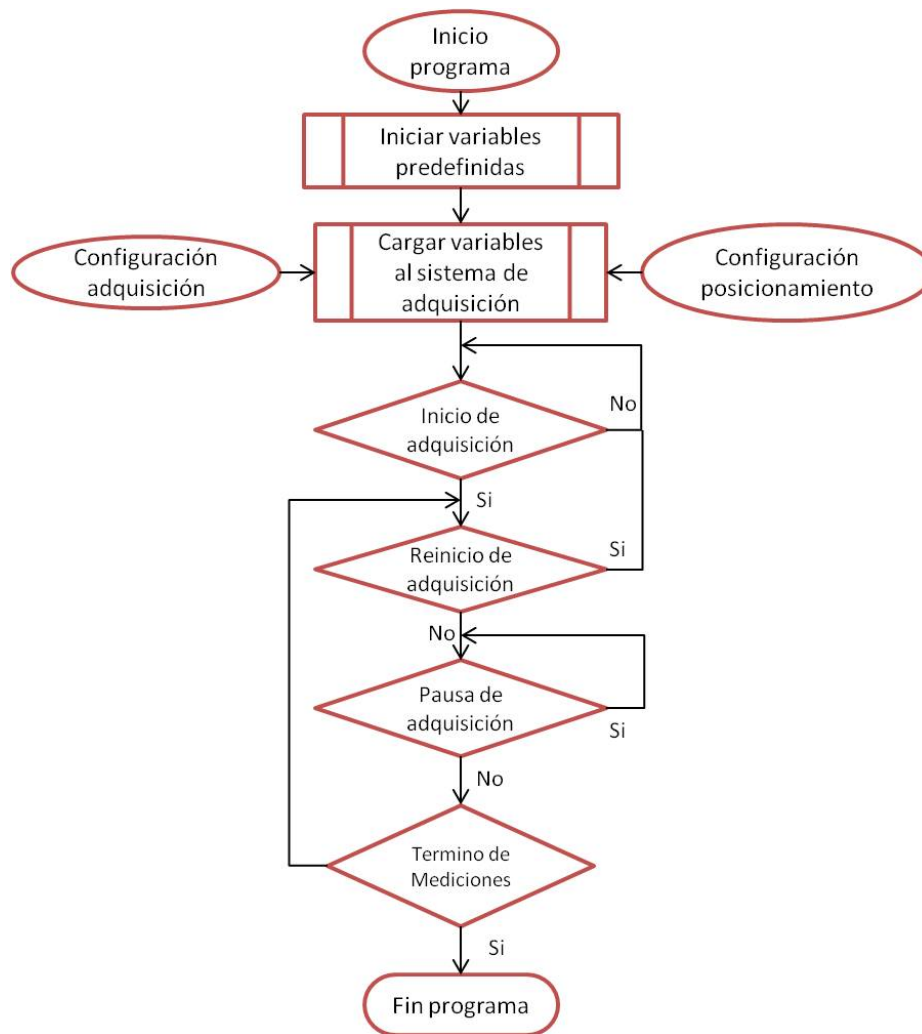 Inicio
programa
Iniciar variables
predefinidas
Configuración
adquisición
Cargar variables
al sistema de
adquisición
Configuración
posicionamiento
No
Inicio de
adquisición
Si
Reinicio de
adquisición
Si
No
Pausa de
adquisición
Si
No
Termino de
Mediciones
Si
Fin programa